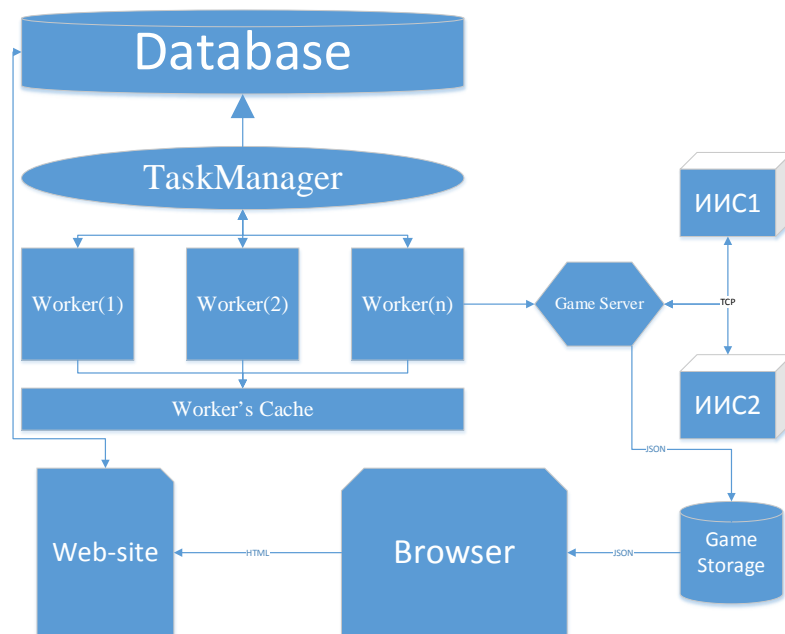 Database
TaskManager
ИИС1
Worker(1)
Worker(2)
Worker(n)
Game Server
TCP
ИИС2
Worker’s Cache
JSON
Web-site
HTML
Browser
JSON
Game
Storage